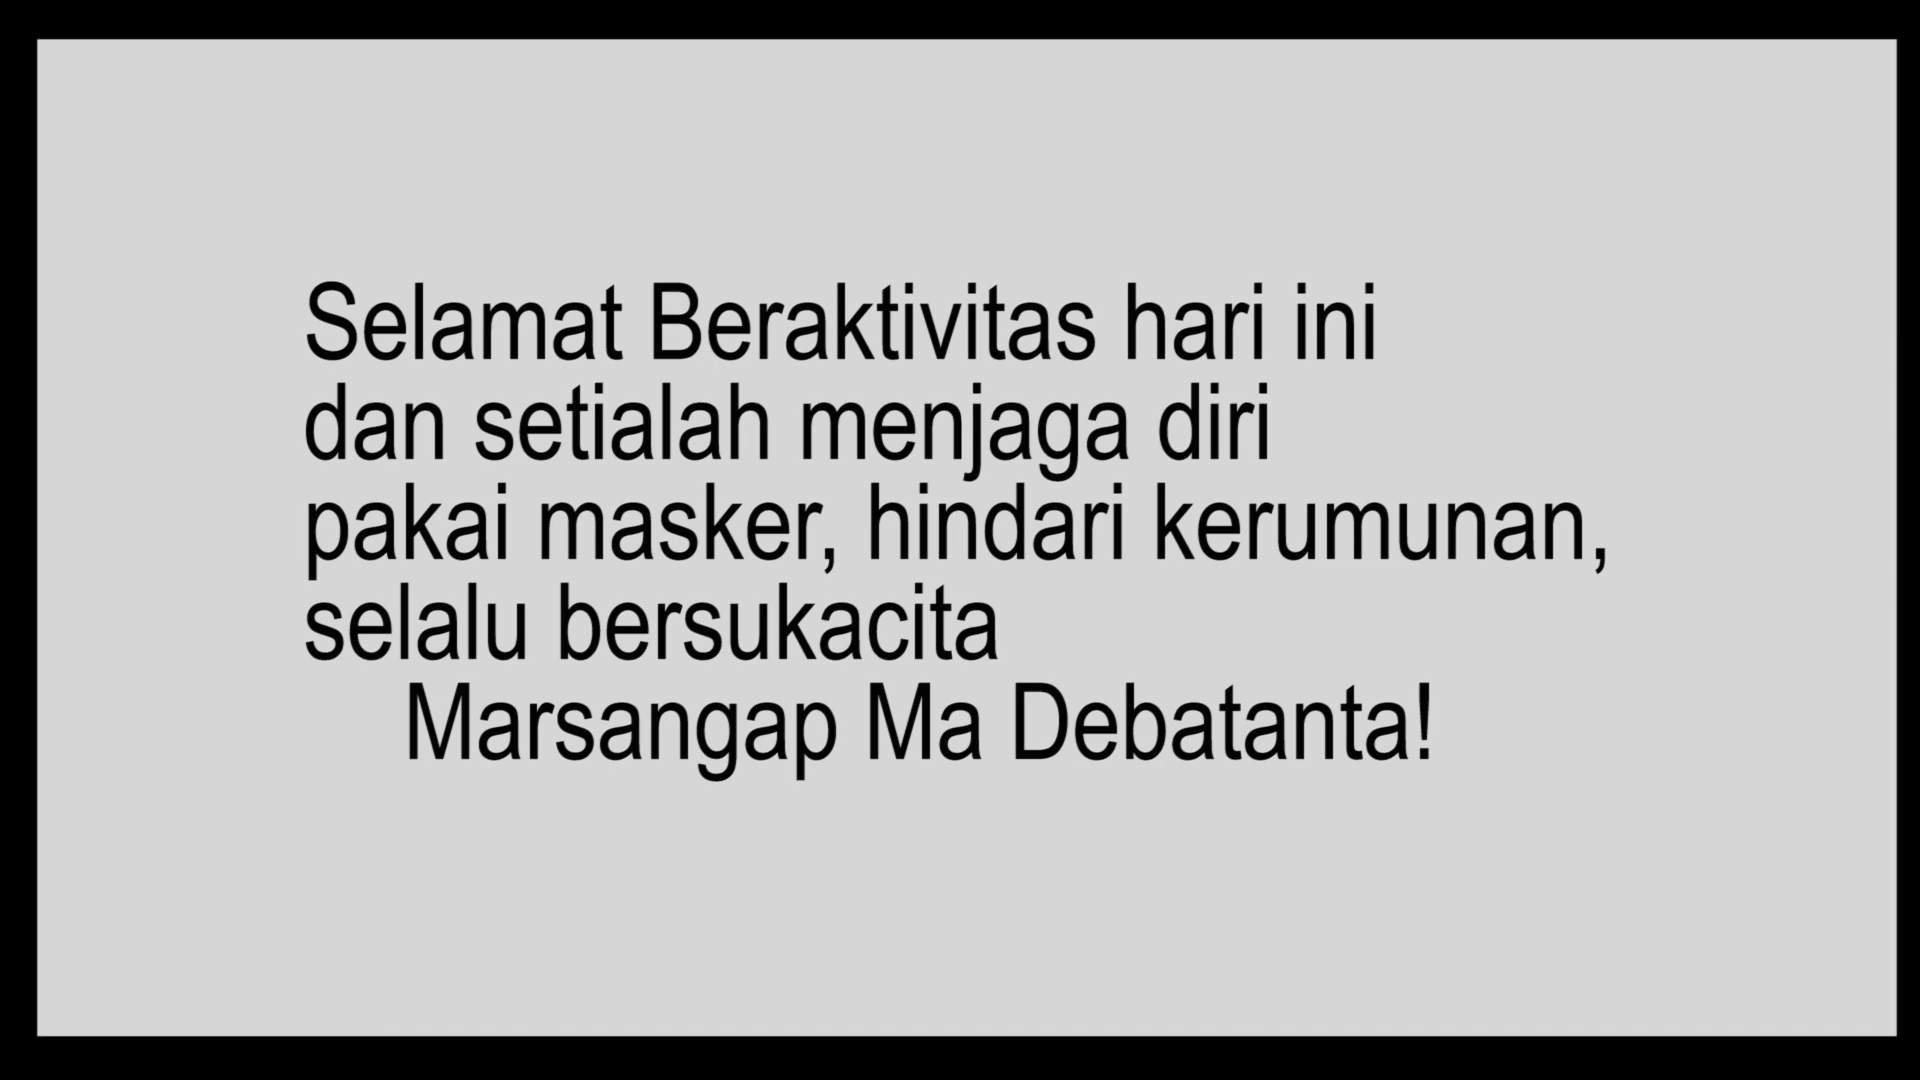 Selamat Beraktivitas hari ini
dan setialah menjaga diri
pakai masker, hindari kerumunan,
selalu bersukacita
Marsangap Ma Debatanta!